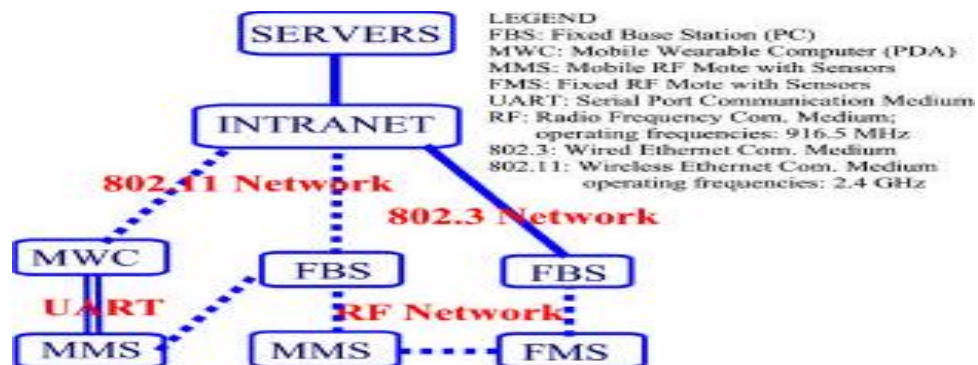 SERVERS
LEGEND
FBS: Fixed Base Station (PC)
MWC: Mobile Wearable Computer (PDA)
MMS: Mobile RF Mote with Sensors
FMS: Fixed RF Mote with Sensors
UART: Serial Port Communication Medium
RF: Radio Frequency Com. Medium;
operating frequencies: 916.5 MHz
802.3: Wired Ethernet Com. Medium
802.11: Wireless Ethernet Com. Medium
operating frequencies: 2.4 GHz
INTRANET
802.11 Network
802.3 Network
MWC
FBS
FBS
UART
RF Network
MMS
MMS
FMS